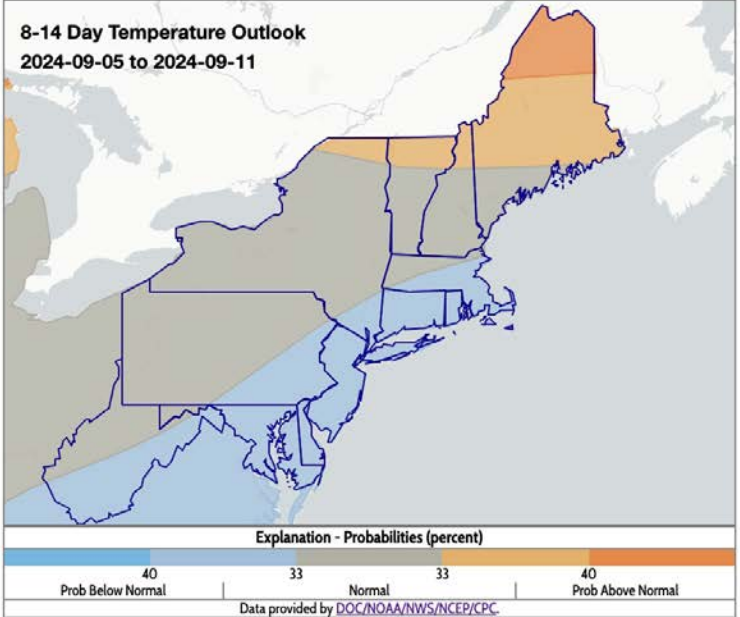 8-14 Day Temperature Outlook
2024-09-05 to 2024-09-11
Explanation - Probabilities (percent)
40 33 33 40
Prob Below Normal Normal Prob Above Normal
Data provided by DOC/NOAA/NWS/NCEP/CPC.